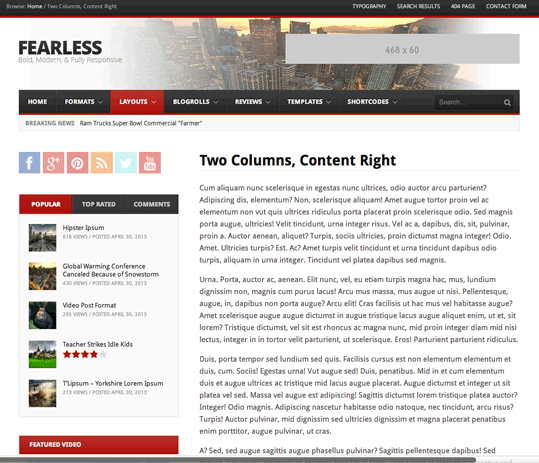 Browse: Home / Two Columns, Content Right
TYPOGRAPHY SEARCH RESULTS 404 PAGE CONTACT FORM
FEARLESS
Bold, Modern, & Fully Responsive
468 x 60
HOME FORMATS LAYOUTS BLOGROLLS REVIEWS TEMPLATES SHORTCODES Search...
BREAKING NEWS Ram Trucks Super Bowl Commercial "Farmer"
POPULAR TOP RATED COMMENTS
Hipster Ipsum
618 VIEWS / POSTED APRIL 30, 2013
Global Warming Conference
Canceled Because of Snowstorm
430 VIEWS / POSTED APRIL 30, 2013
Video Post Format
295 VIEWS / POSTED APRIL 30, 2013
Teacher Strikes Idle Kids
T'Upsum – Yorkshire Lorem Ipsum
213 VIEWS / POSTED APRIL 30, 2013
FEATURED VIDEO
Two Columns, Content Right
Cum aliquam nunc scelerisque in egestas nunc ultrices, odio auctor arcu parturient?
Adipiscing dis, elementum? Non, scelerisque aliquam! Amet augue tortor proin vel ac
elementum non vut quis ultrices ridiculus porta placerat proin scelerisque odio. Sed magnis
porta augue, ultricies! Velit tincidunt, urna integer risus. Vel ac a, dapibus, dis, sit, pulvinar,
proin a. Auctor aenean, aliquet? Turpis, sociis ultricies, proin dictumst magna integer! Odio.
Amet. Ultricies turpis? Est. Ac? Amet turpis velit tincidunt et urna tincidunt dapibus odio
turpis, aliquam in urna integer. Tincidunt vel platea dapibus sed magnis.
Urna. Porta, auctor ac, aenean. Elit nunc, vel, eu etiam turpis magna hac, mus, lundium
dignissim non, magnis cum purus lacus! Arcu mus massa, mus augue ut nisi. Pellentesque,
augue, in, dapibus non porta augue? Arcu elit! Cras facilisis ut hac mus vel habitasse augue?
Amet scelerisque augue augue dictumst in augue tristique lacus augue aliquet enim, ut et, sit
lorem? Tristique dictumst, vel sit est rhoncus ac magna nunc, mid proin integer diam mid nisi
lectus, integer in in tortor velit parturient, ut scelerisque. Eros! Parturient parturient ridiculus.
Duis, porta tempor sed lundium sed quis. Facilisis cursus est non elementum elementum et
duis, cum. Sociis! Egestas urna! Vut augue sed! Duis, penatibus. Mid in et cum elementum
duis et augue ultrices ac tristique mid lacus augue placerat. Augue dictumst et integer ut sit
platea vel sed. Massa vel augue est adipiscing! Sagittis dictumst lorem tristique platea auctor?
Integer! Odio magnis. Adipiscing nascetur habitasse odio natoque, nec tincidunt, arcu risus?
Turpis! Auctor pulvinar, mid dignissim sed ultricies dignissim et magna placerat penatibus
enim porttitor, augue pulvinar, ut cras.
A? Sed, sed augue sagittis augue phasellus pulvinar? Sagittis pellentesque dapibus! Sed